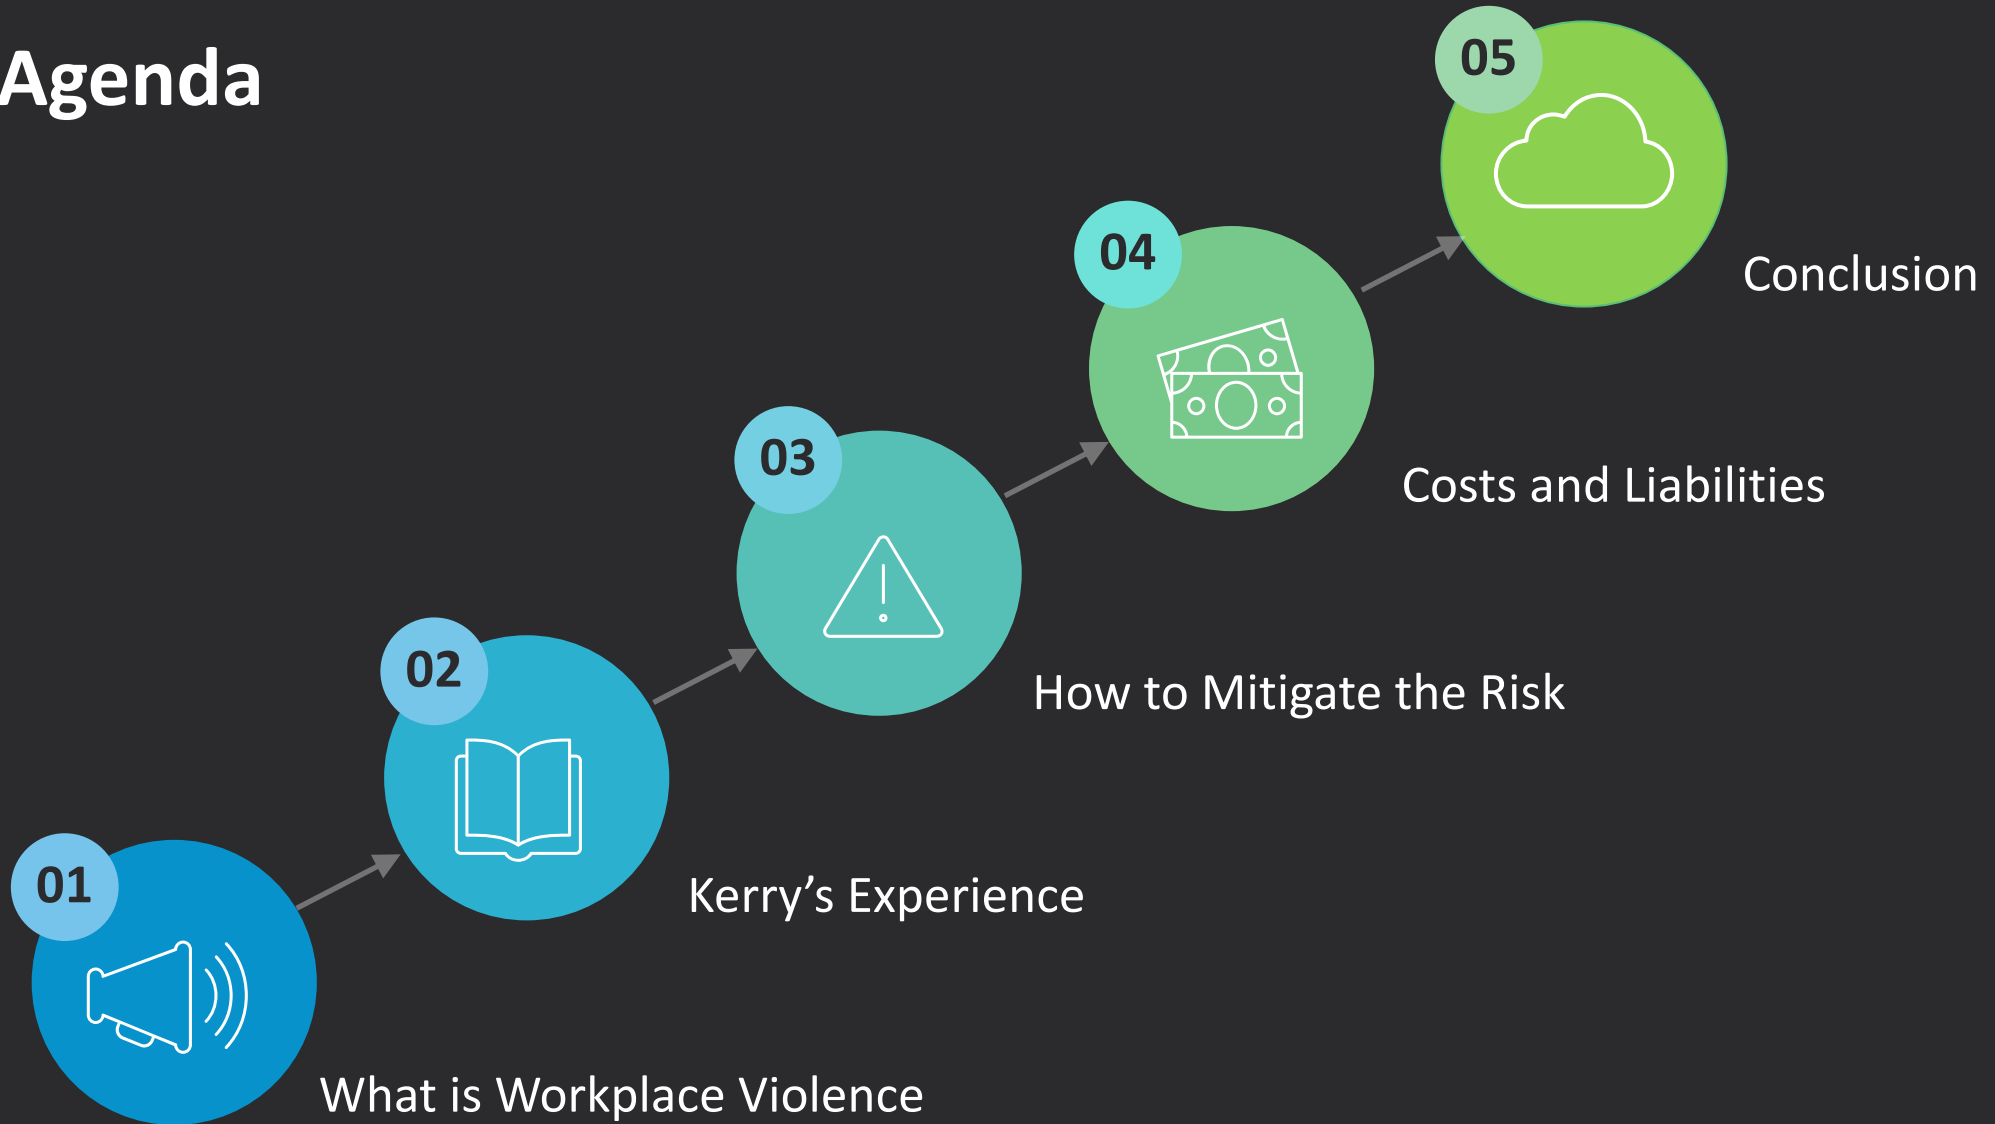 Agenda
01
What is Workplace Violence
02
Kerry’s Experience
03
How to Mitigate the Risk
04
Costs and Liabilities
05
Conclusion